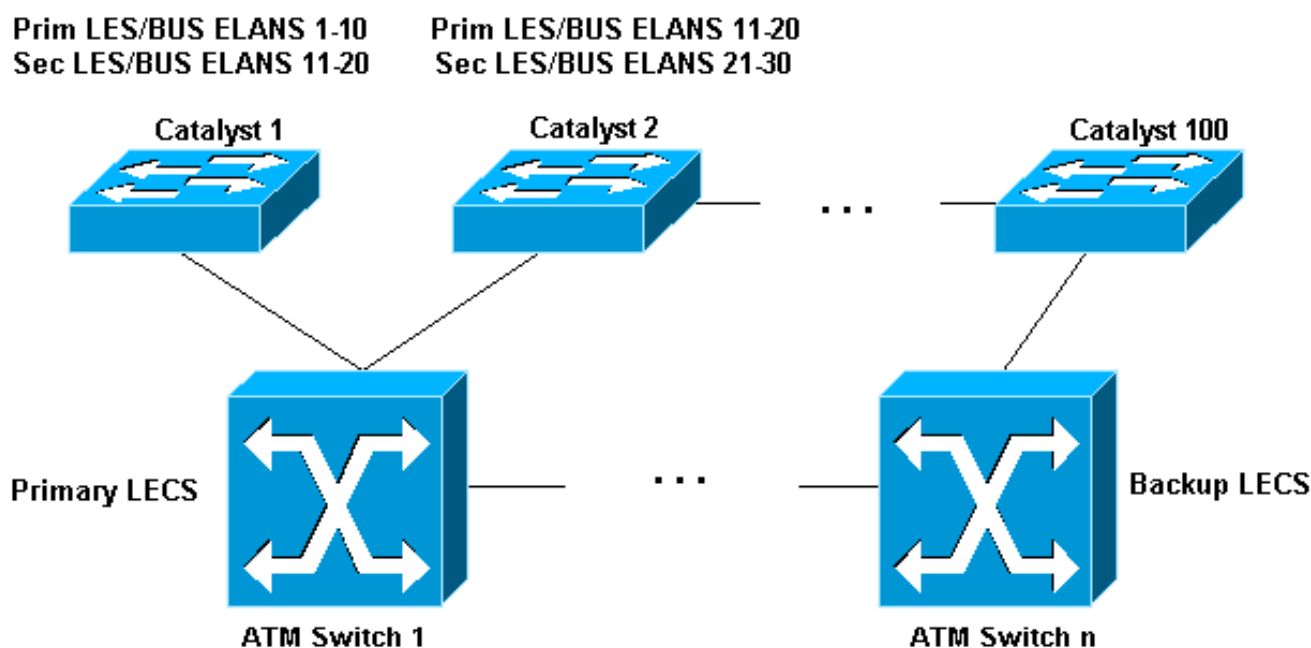 Prim LES/BUS ELANS 1-10
Sec LES/BUS ELANS 11-20
Prim LES/BUS ELANS 11-20
Sec LES/BUS ELANS 21-30
Catalyst 1
Catalyst 2
Catalyst 100
. . .
Primary LECS
. . .
Backup LECS
ATM Switch 1
ATM Switch n